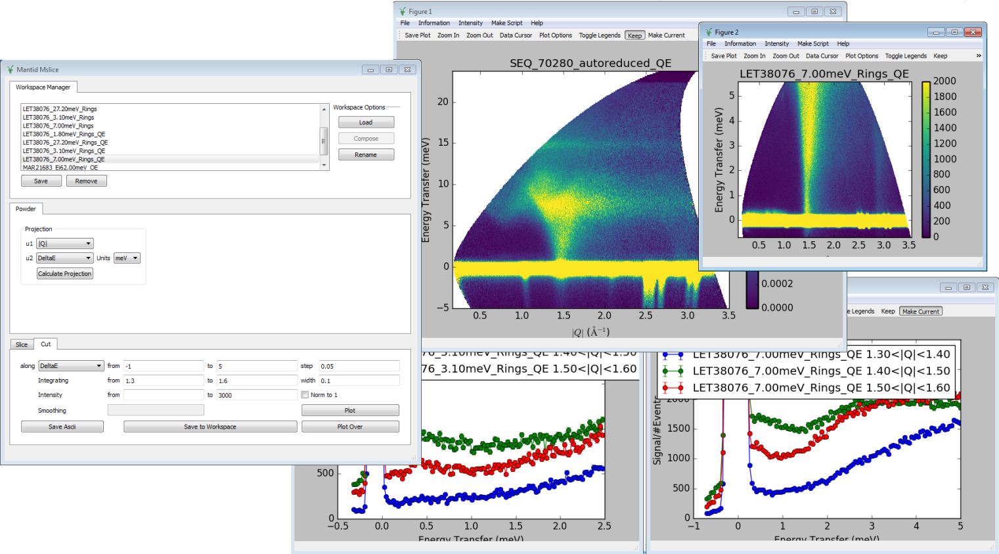 Figure 1
File Information Intensity Make Script Help
Save Plot Zoom In Zoom Out Data Cursor Plot Options Toggle Legends Keep Make Current
SEQ_70280_autoreduced_QE
20
15
10
5
0
−5
Energy Transfer (meV)
0.5 1.0 1.5 2.0 2.5 3.0 3.5
|Q| (Å−1)
0.0002
0.0000
Figure 2
File Information Intensity Make Script Help
Save Plot Zoom In Zoom Out Data Cursor Plot Options Toggle Legends Keep »
LET38076_7.00meV_Rings_QE
5
4
3
2
1
0
Energy Transfer (meV)
0.5 1.0 1.5 2.0 2.5 3.0 3.5
2000
1800
1600
1400
1200
1000
800
600
400
200
0
Mantid Mslice
Workspace Manager
LET38076_27.20meV_Rings
LET38076_3.10meV_Rings
LET38076_7.00meV_Rings
LET38076_1.80meV_Rings_QE
LET38076_27.20meV_Rings_QE
LET38076_3.10meV_Rings_QE
LET38076_7.00meV_Rings_QE
MAR21683_Ei62.00meV_QE
Workspace Options
Load
Compose
Rename
Save Remove
Powder
Projection
u1 |Q|
u2 DeltaE Units meV
Calculate Projection
Slice Cut
along DeltaE from -1 to 5 step 0.05
Integrating from 1.3 to 1.6 width 0.1
Intensity from to 3000 Norm to 1
Smoothing Plot
Save Ascii Save to Workspace Plot Over
76_3.10meV_Rings_QE 1.40<|Q|<1.50
76_3.10meV_Rings_QE 1.50<|Q|<1.60
500
0
−0.5 0.0 0.5 1.0 1.5 2.0 2.5
Energy Transfer (meV)
Legends Keep Make Current
LET38076_7.00meV_Rings_QE 1.30<|Q|<1.40
LET38076_7.00meV_Rings_QE 1.40<|Q|<1.50
LET38076_7.00meV_Rings_QE 1.50<|Q|<1.60
2000
1500
1000
500
0
Signal/#Events
−1 0 1 2 3 4 5
Energy Transfer (meV)